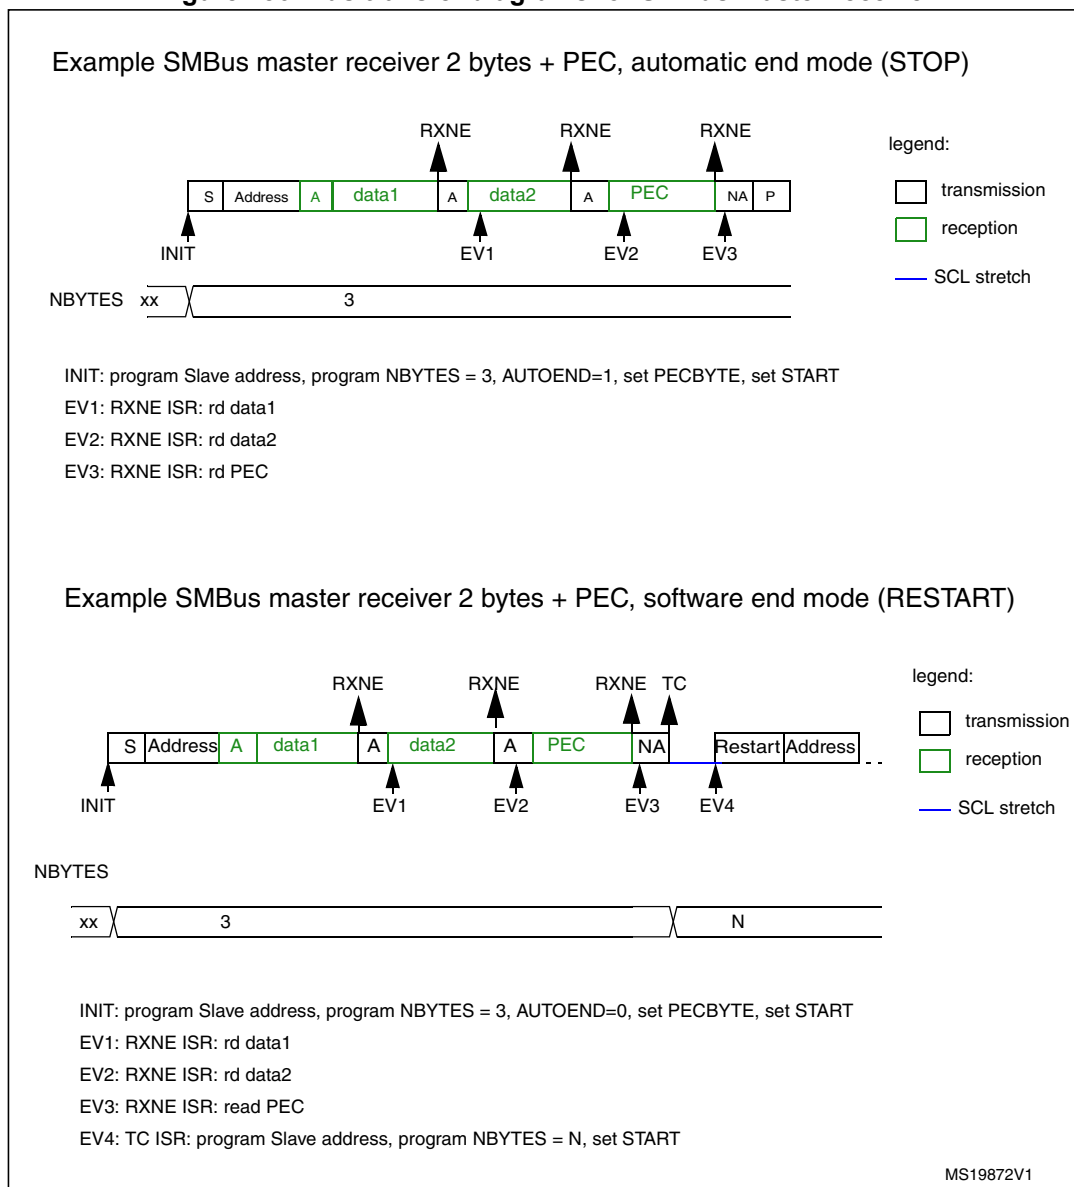 Example SMBus master receiver 2 bytes + PEC, automatic end mode (STOP)
RXNE RXNE RXNE
legend:
S Address A data1 A data2 A PEC NA P
transmission
reception
INIT EV1 EV2 EV3
SCL stretch
NBYTES xx 3
INIT: program Slave address, program NBYTES = 3, AUTOEND=1, set PECBYTE, set START
EV1: RXNE ISR: rd data1
EV2: RXNE ISR: rd data2
EV3: RXNE ISR: rd PEC
Example SMBus master receiver 2 bytes + PEC, software end mode (RESTART)
RXNE RXNE RXNE TC
legend:
S Address A data1 A data2 A PEC NA Restart Address
transmission
reception
INIT EV1 EV2 EV3 EV4
SCL stretch
NBYTES
xx 3 N
INIT: program Slave address, program NBYTES = 3, AUTOEND=0, set PECBYTE, set START
EV1: RXNE ISR: rd data1
EV2: RXNE ISR: rd data2
EV3: RXNE ISR: read PEC
EV4: TC ISR: program Slave address, program NBYTES = N, set START
MS19872V1